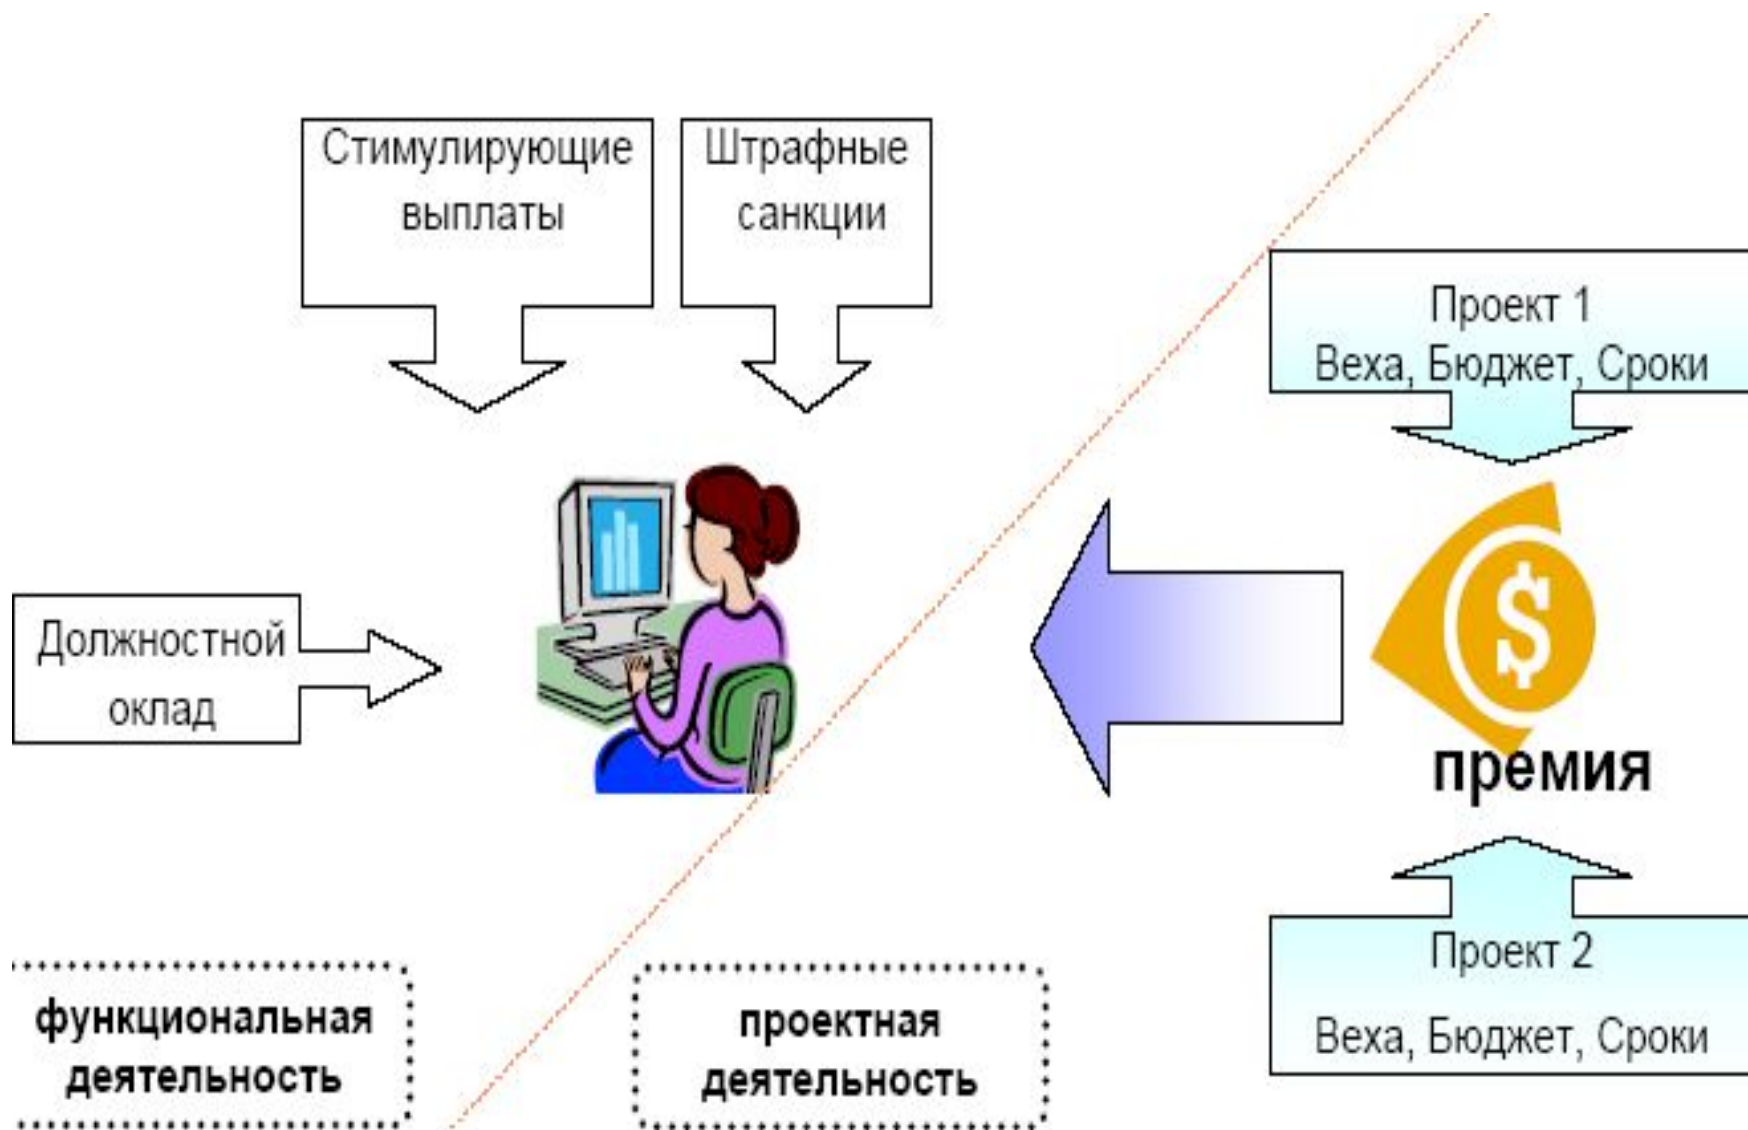 Стимулирующие
выплаты
Штрафные
санкции
Проект 1
Веха, Бюджет, Сроки
Должностной
оклад
$
премия
Проект 2
Веха, Бюджет, Сроки
функциональная
деятельность
проектная
деятельность